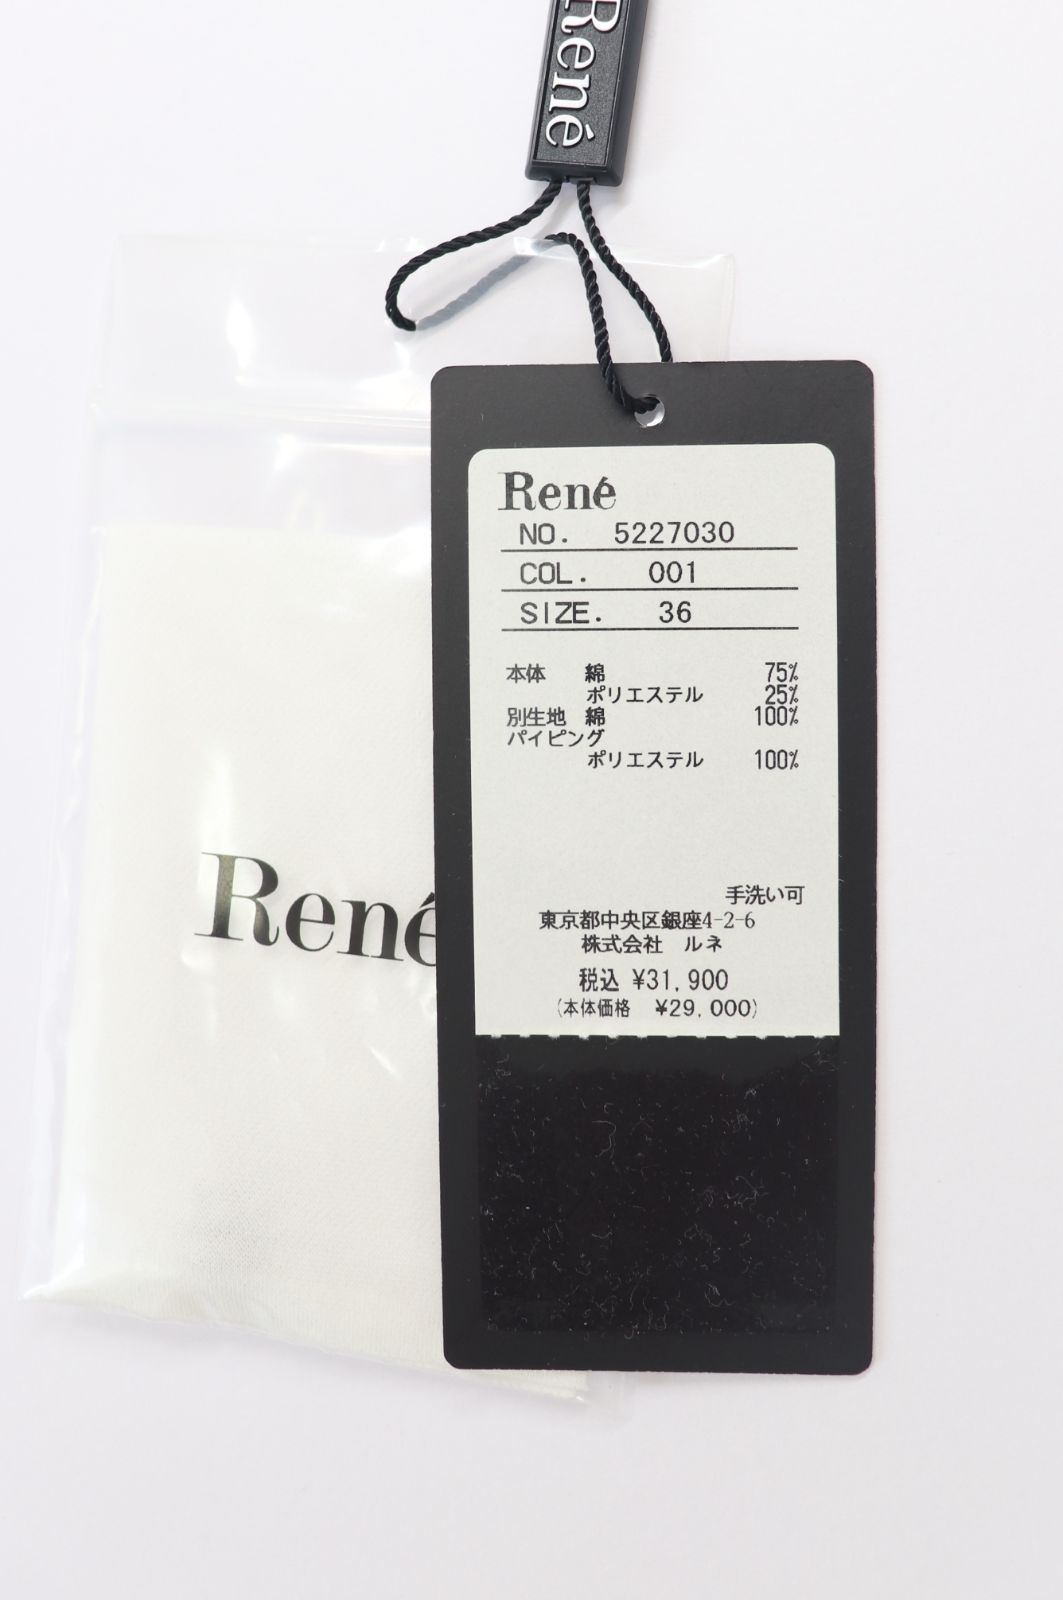 René
René
NO. 5227030
COL. 001
SIZE. 36
本体 綿 75%
ポリエステル 25%
別生地 綿 100%
パイピング
ポリエステル 100%
René
手洗い可
東京都中央区銀座4-2-6
株式会社 ルネ
税込 ¥31,900
(本体価格 ¥29,000)